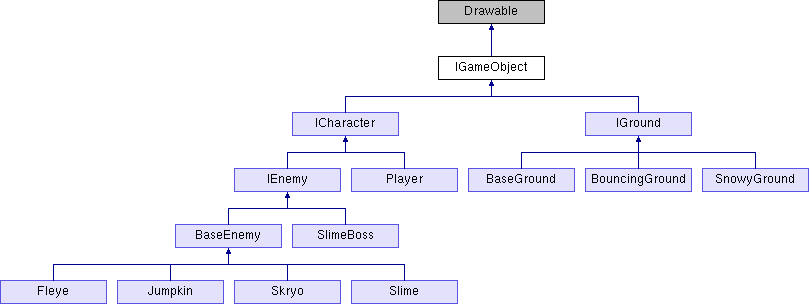 Drawable
IGameObject
ICharacter
IGround
IEnemy
Player
BaseGround
BouncingGround
SnowyGround
BaseEnemy
SlimeBoss
Fleye
Jumpkin
Skryo
Slime